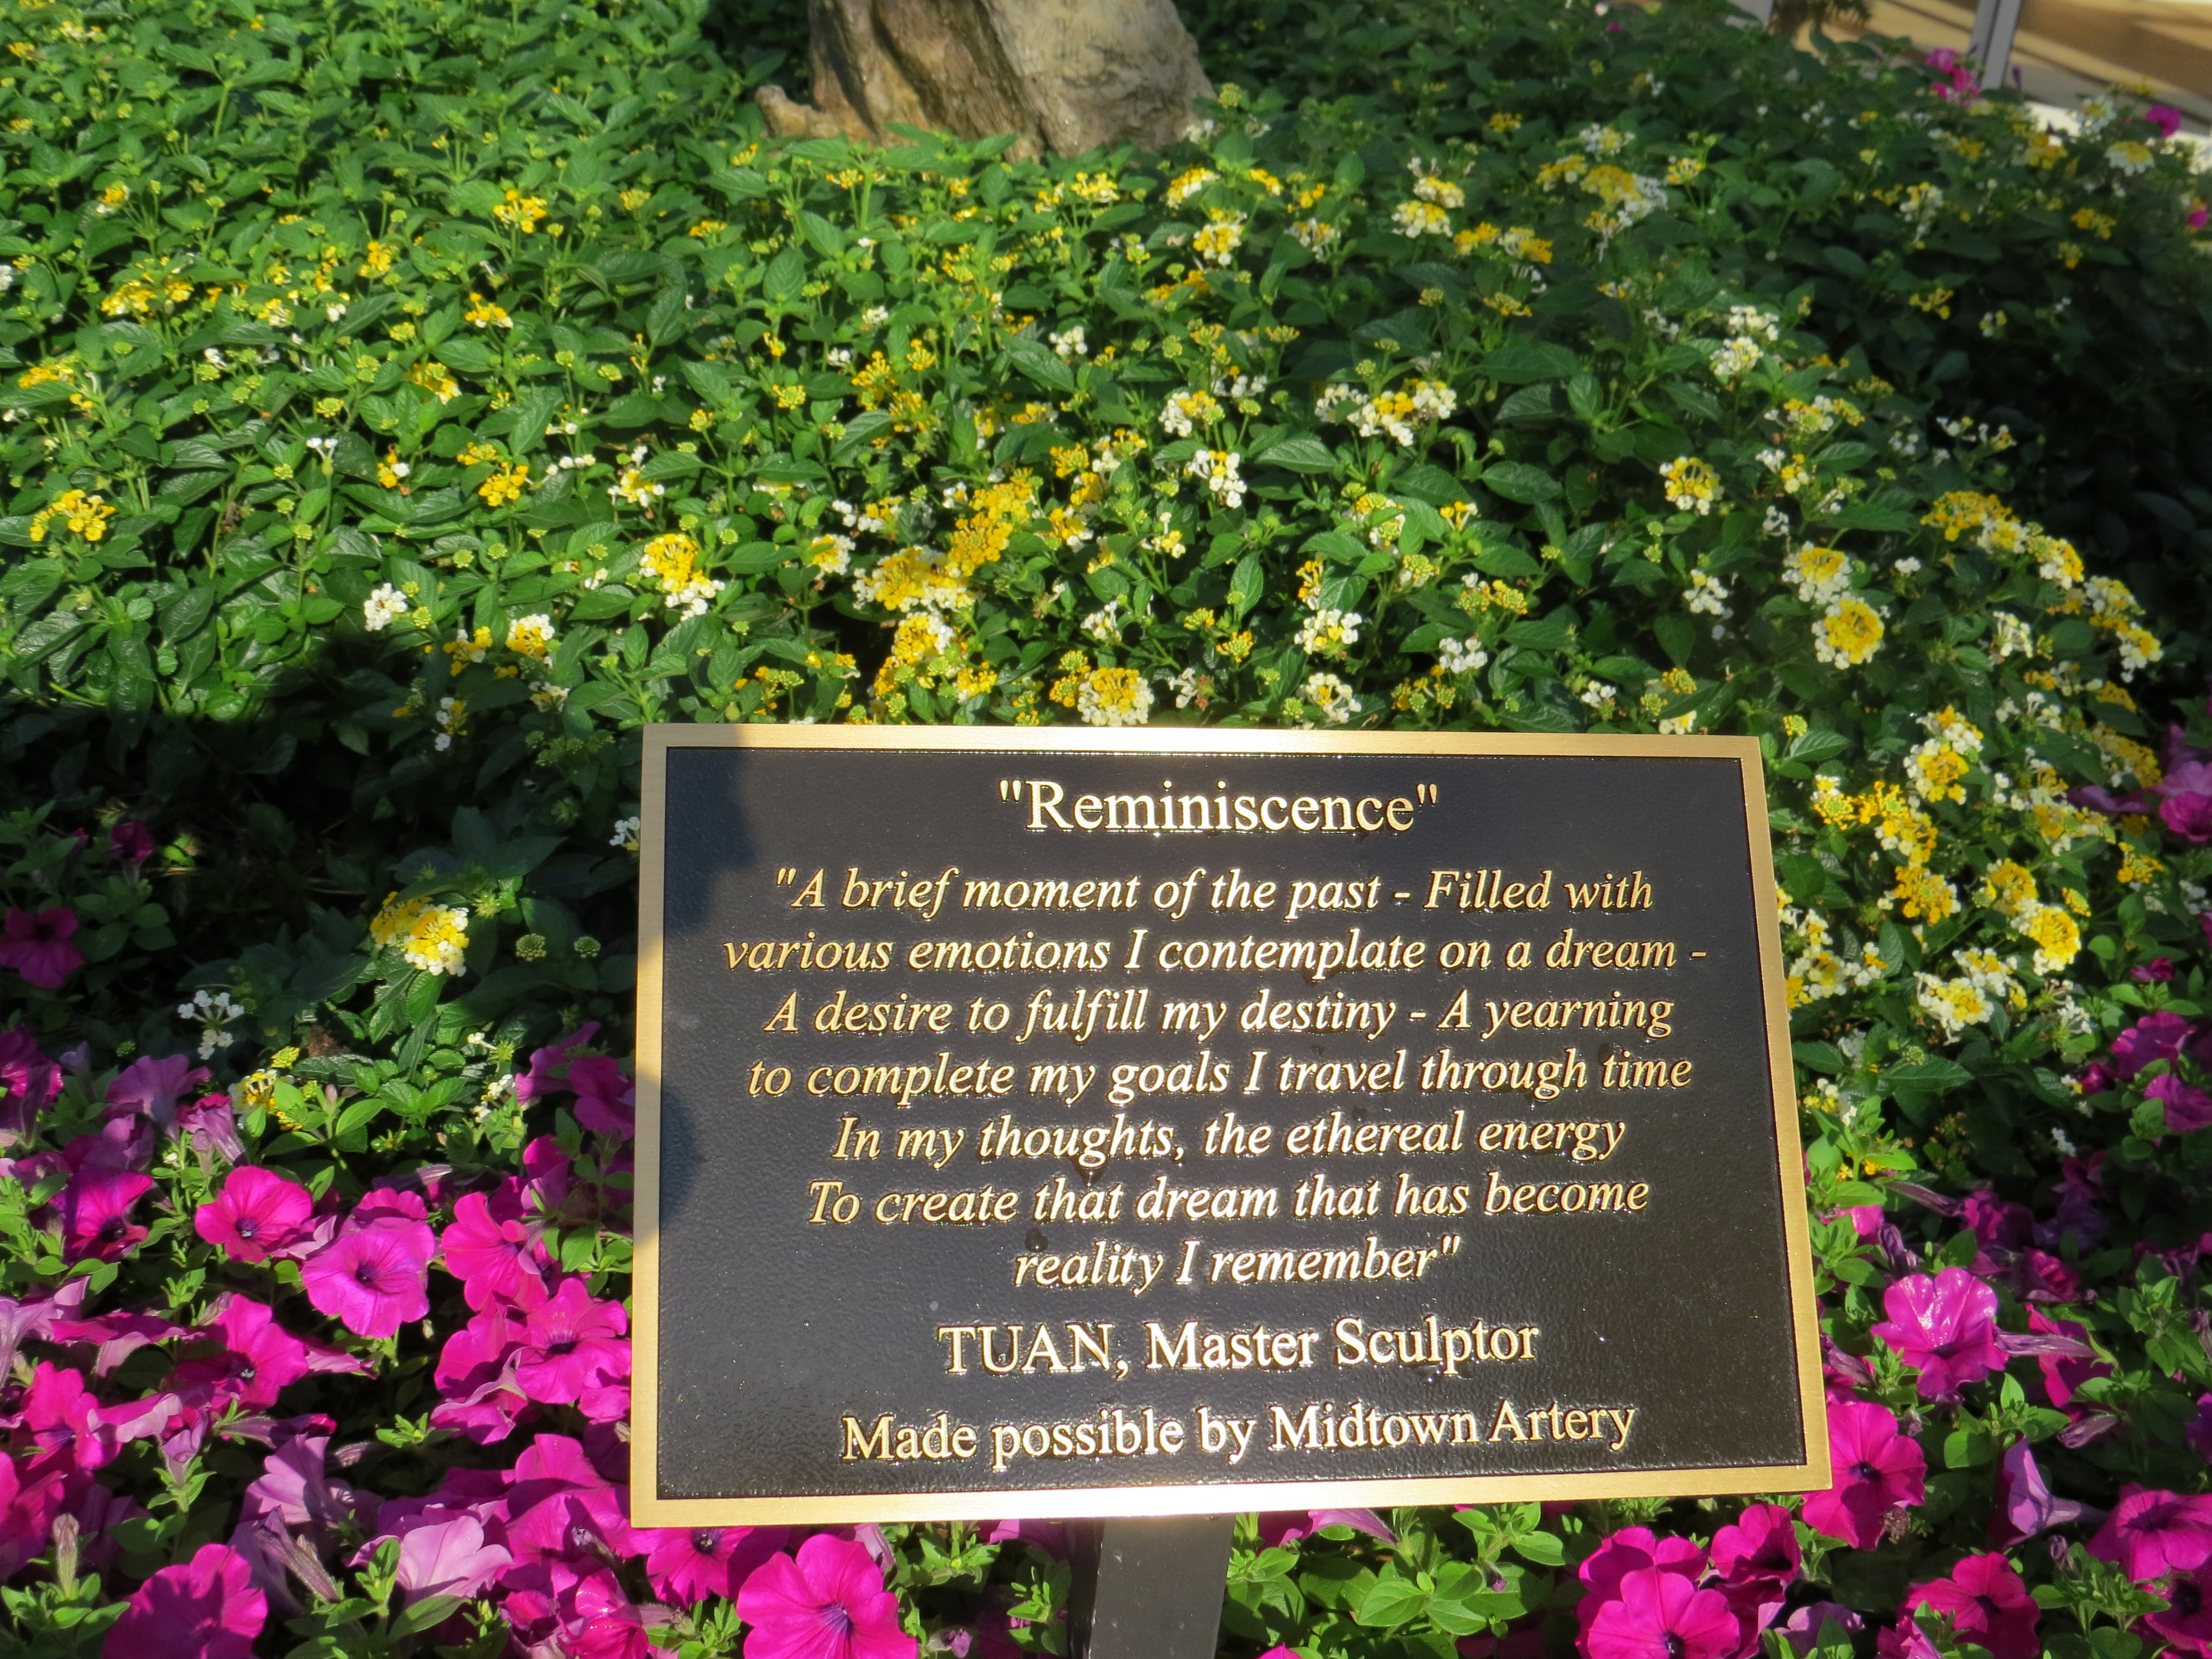 "Reminiscence"
"A brief moment of the past - Filled with
various emotions I contemplate on a dream -
A desire to fulfill my destiny - A yearning
to complete my goals I travel through time
In my thoughts, the ethereal energy
To create that dream that has become
reality I remember"
TUAN, Master Sculptor
Made possible by Midtown Artery